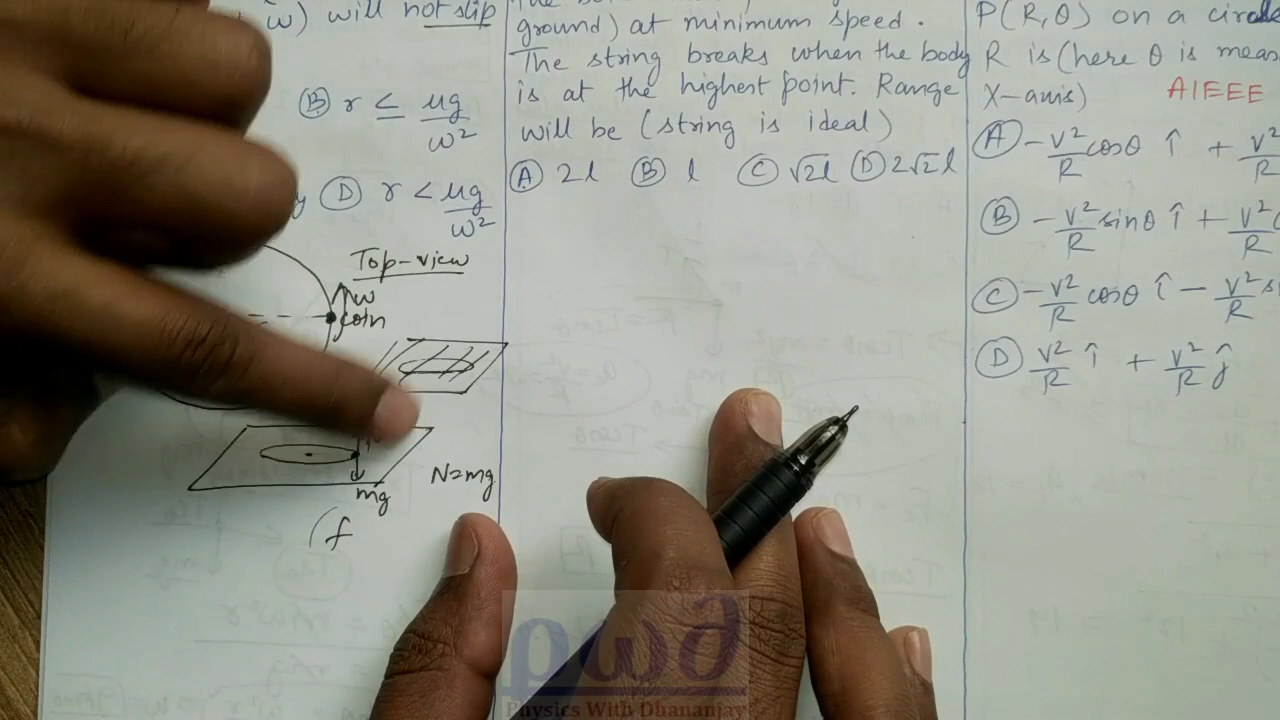 ω) will not slip
Ⓑ r ≤ μg/ω²
Ⓓ r < μg/ω²
Top-view
ω
coin
mg
N=mg
(f
ground) at minimum speed.
The string breaks when the body
is at the highest point. Range
will be (string is ideal)
Ⓐ 2l Ⓑ l Ⓒ √2l Ⓓ 2√2l
P(R,θ) on a circle
R is (here θ is meas
X-axis) AIEEE
Ⓐ -v²/R cosθ î + v²/R
Ⓑ -v²/R sinθ î + v²/R
Ⓒ -v²/R cosθ î - v²/R s
Ⓓ v²/R î + v²/R ĵ
pω∂
Physics With Dhananjay